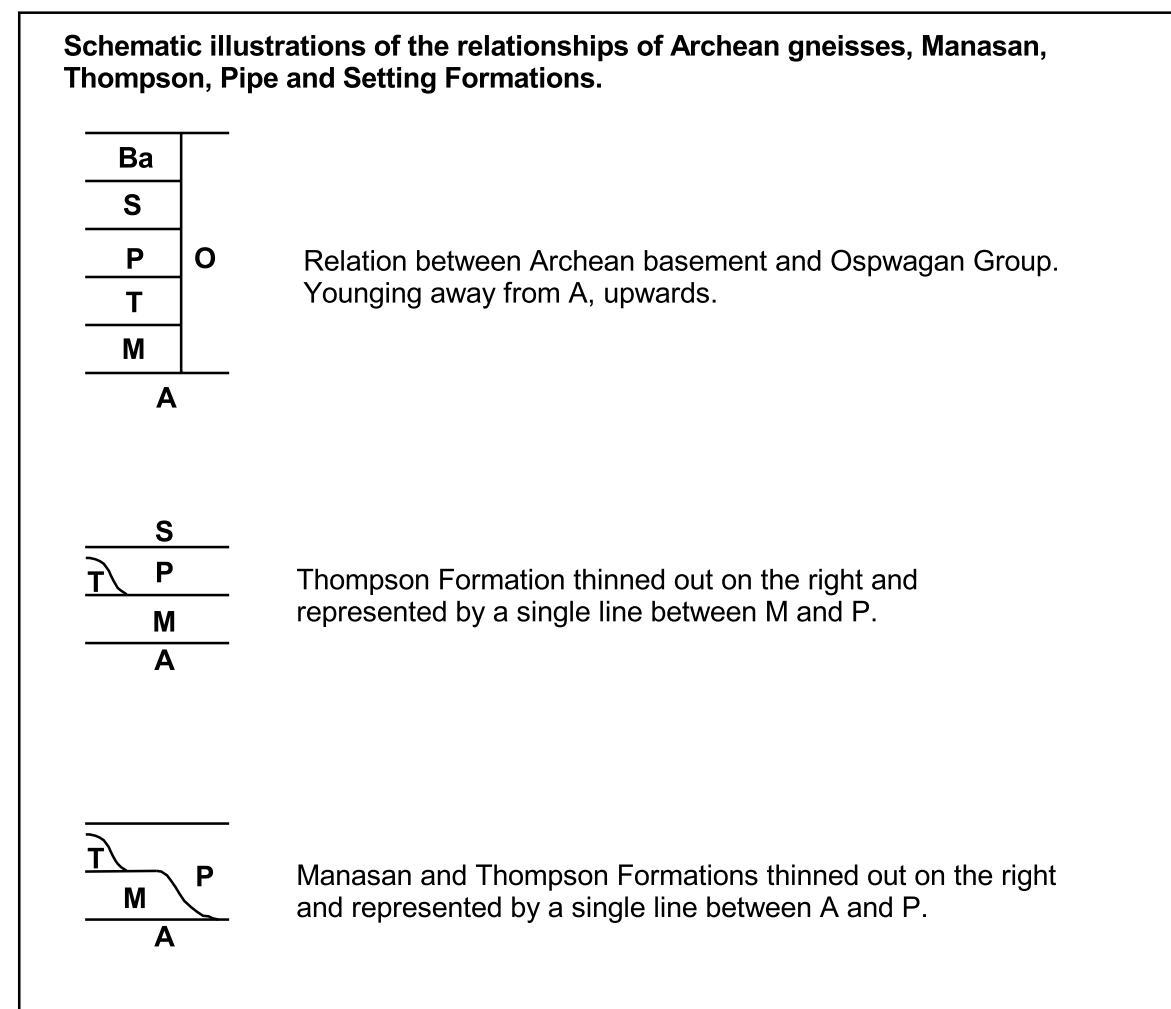 Schematic illustrations of the relationships of Archean gneisses, Manasan,
Thompson, Pipe and Setting Formations.
Ba
S
P
O
T
M
A
Relation between Archean basement and Ospwagan Group.
Younging away from A, upwards.
S
T
P
M
A
Thompson Formation thinned out on the right and
represented by a single line between M and P.
T
P
M
A
Manasan and Thompson Formations thinned out on the right
and represented by a single line between A and P.